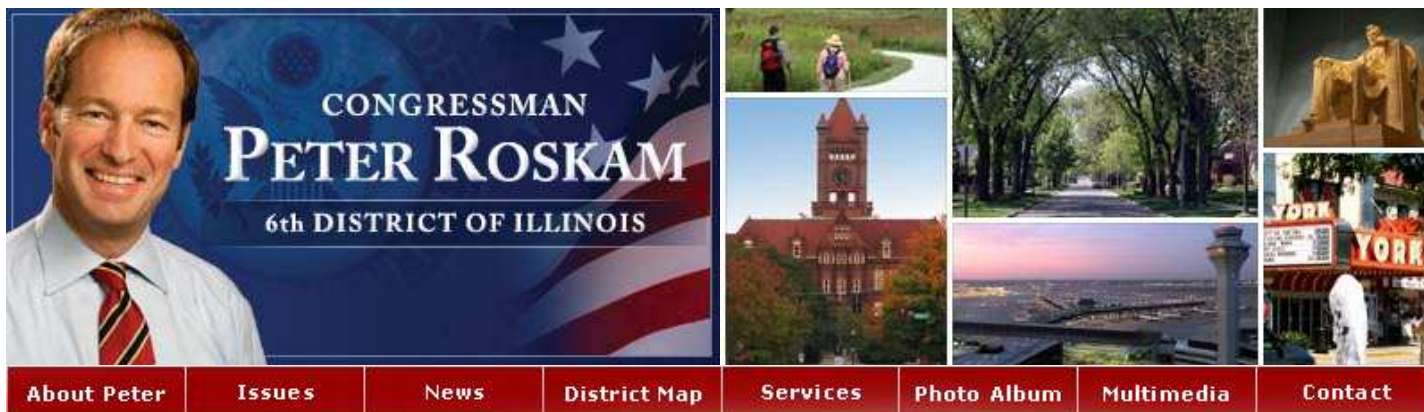 CONGRESSMAN
PETER ROSKAM
6th DISTRICT OF ILLINOIS
YORK
YORK
About Peter
Issues
News
District Map
Services
Photo Album
Multimedia
Contact